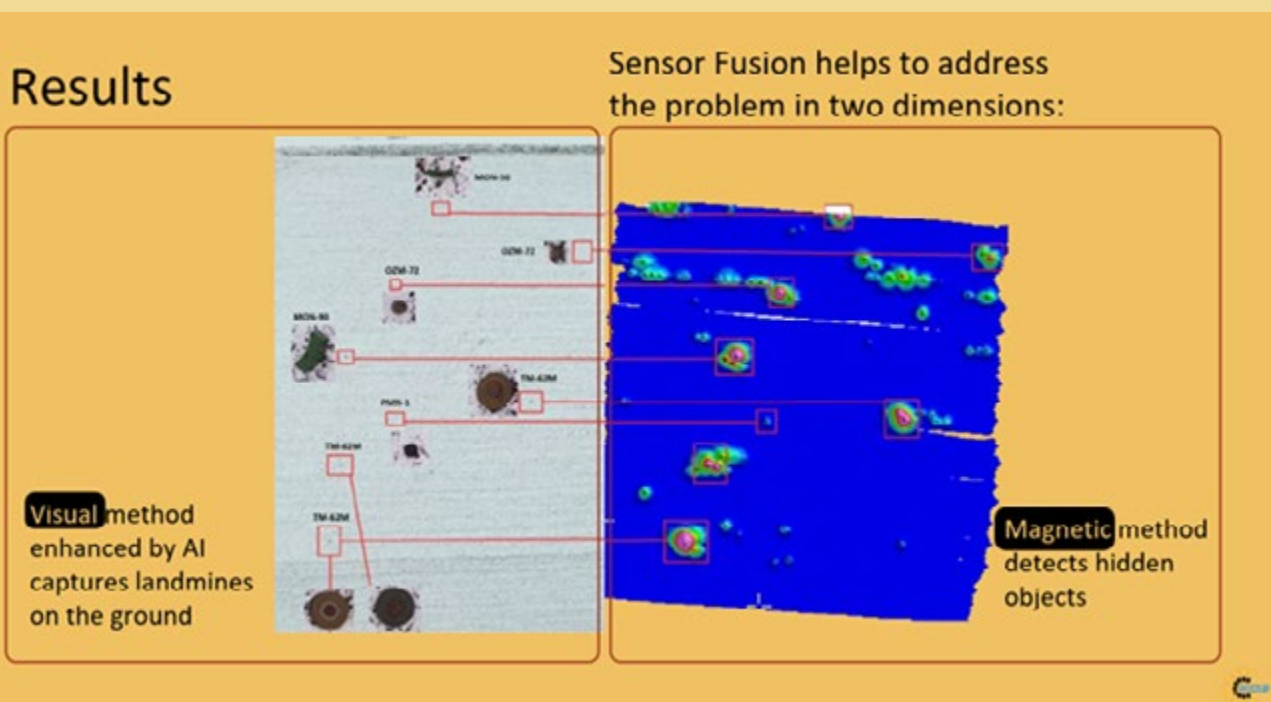 Results
Sensor Fusion helps to address
the problem in two dimensions:
MON-50
OZM-72
OZM-72
MON-90
TM-62M
TM-62M
TM-62M
Visual method
enhanced by AI
captures landmines
on the ground
Magnetic method
detects hidden
objects